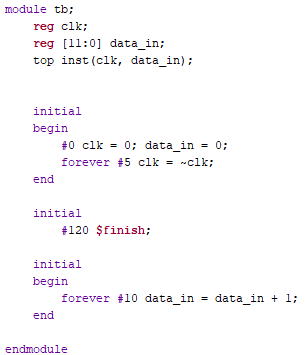 module tb;
    reg clk;
    reg [11:0] data_in;
    top inst(clk, data_in);
    initial
    begin
        #0 clk = 0; data_in = 0;
        forever #5 clk = ~clk;
    end
    initial
        #120 $finish;
    initial
    begin
        forever #10 data_in = data_in + 1;
    end
endmodule